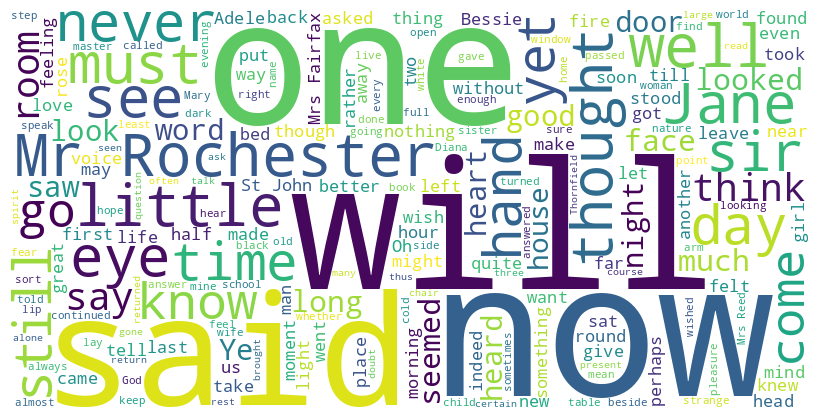 step
never
Adele
back
asked
thing
Bessie
fire
door
large
world
find
found
even
room
feeling
master
called
rose
must
evening
put
way
name
one
Mrs Fairfax
live
open
two
away
white
gave
till
soon
window
home
passed
read
woman
took
well
looked
love
Mary
dark
see
right
rather
every
done
going
full
without
enough
yet
good
thought
stood
got
Jane
speak
least
look
word
bed
though
nothing
sister
sure
face
nature
leave
near
seen
voice
ask
Diana
make
sir
Mr Rochester
may
saw
often
talk
St John
better
book
left
heart
hand
turned
Thornfield
let
another
point
think
looking
girl
spirit
go
little
question
hope
hear
will
wish
hour
house
answered
night
day
arm
first
life
half
made
black
old
Oh
side
might
quite
far
course
much
fear
great
eye
time
many
thus
three
felt
come
still
sort
say
answer
mine
school
returned
know
man
long
now
want
told
lip
continued
whether
chair
cold
seemed
mind
said
feel
wife
moment
went
light
morning
heard
something
sat
round
give
perhaps
wished
Mrs Reed
knew
alone
tell
last
Ye
us
place
indeed
sometimes
present
mean
pleasure
head
always
lay
gone
return
brought
take
doubt
came
God
keep
rest
child
certain
new
table
beside
strange
almost